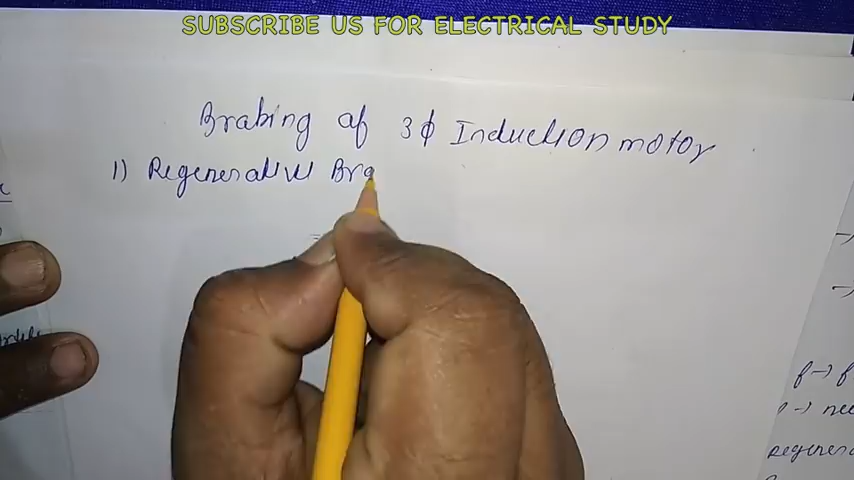 SUBSCRIBE US FOR ELECTRICAL STUDY
Braking of 3ϕ Induction motor
1) Regenerative Bra
f → f